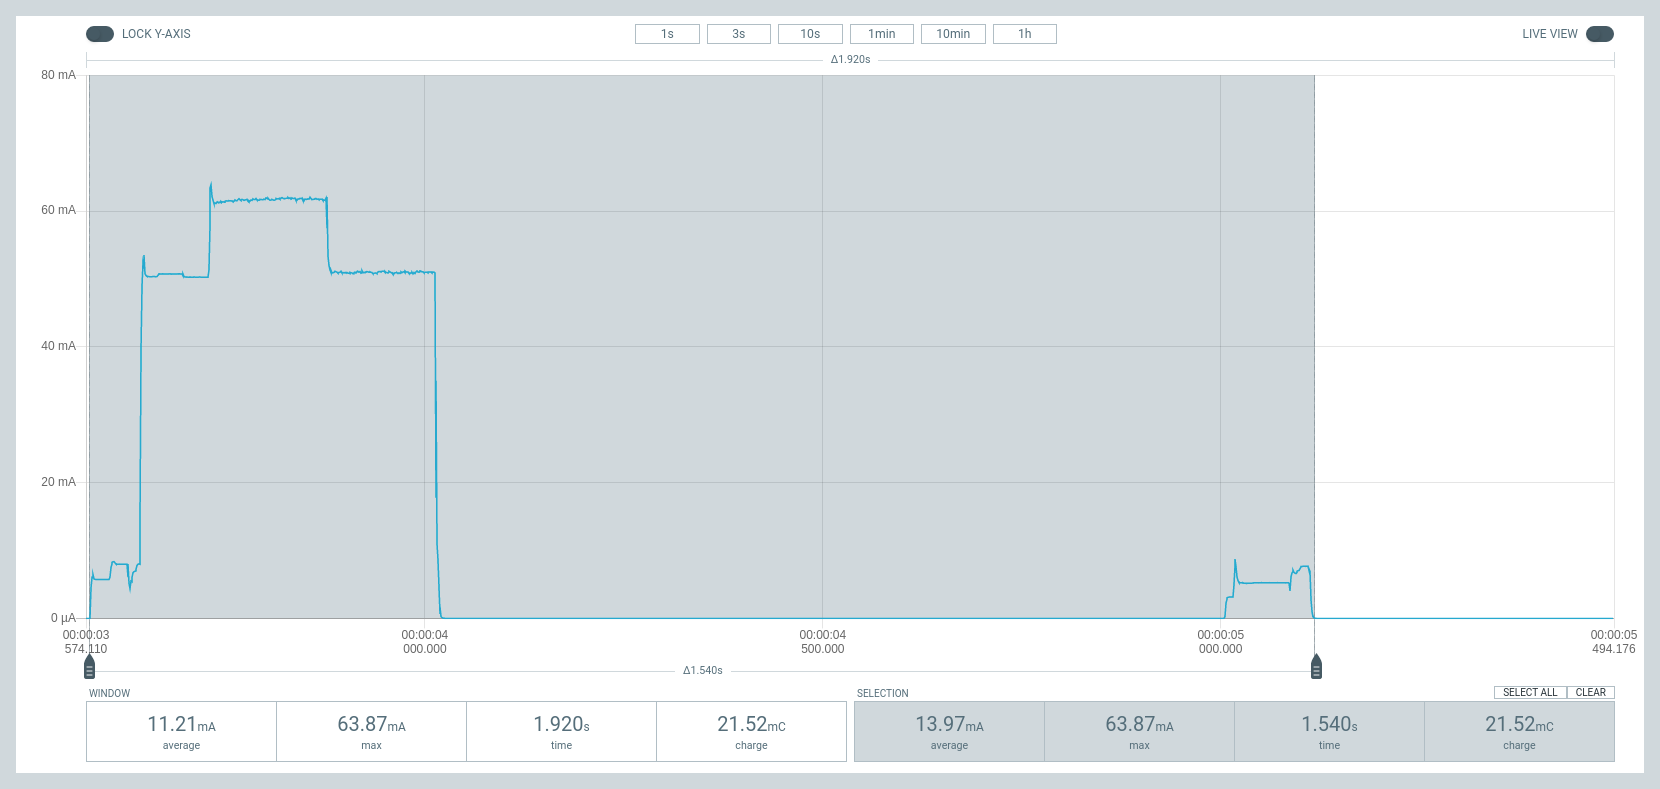 LOCK Y-AXIS 1s 3s 10s 1min 10min 1h LIVE VIEW
Δ1.920s
80 mA
60 mA
40 mA
20 mA
0 µA
00:00:03 00:00:04 00:00:04 00:00:05 00:00:05
574.110 000.000 500.000 000.000 494.176
Δ1.540s
WINDOW SELECTION SELECT ALL CLEAR
11.21mA 63.87mA 1.920s 21.52mC 13.97mA 63.87mA 1.540s 21.52mC
average max time charge average max time charge